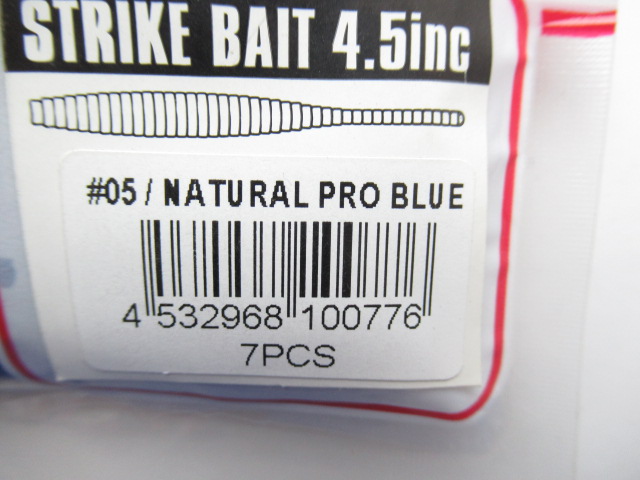 STRIKE BAIT 4.5inc
#05 / NATURAL PRO BLUE
4 532968 100776
7PCS